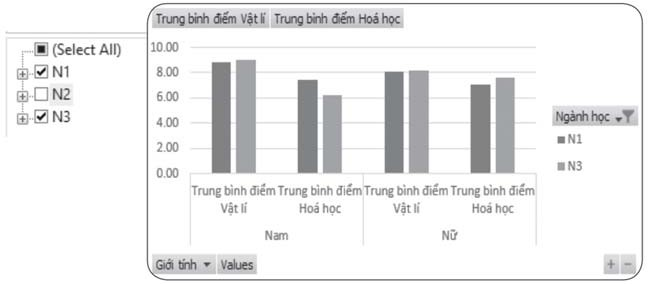 (Select All)
N1
N2
N3
Trung bình điểm Vật lí Trung bình điểm Hoá học
10.00
8.00
6.00
4.00
2.00
0.00
Trung bình điểm Vật lí
Trung bình điểm Hoá học
Trung bình điểm Vật lí
Trung bình điểm Hoá học
Nam
Nữ
Ngành học
N1
N3
Giới tính Values